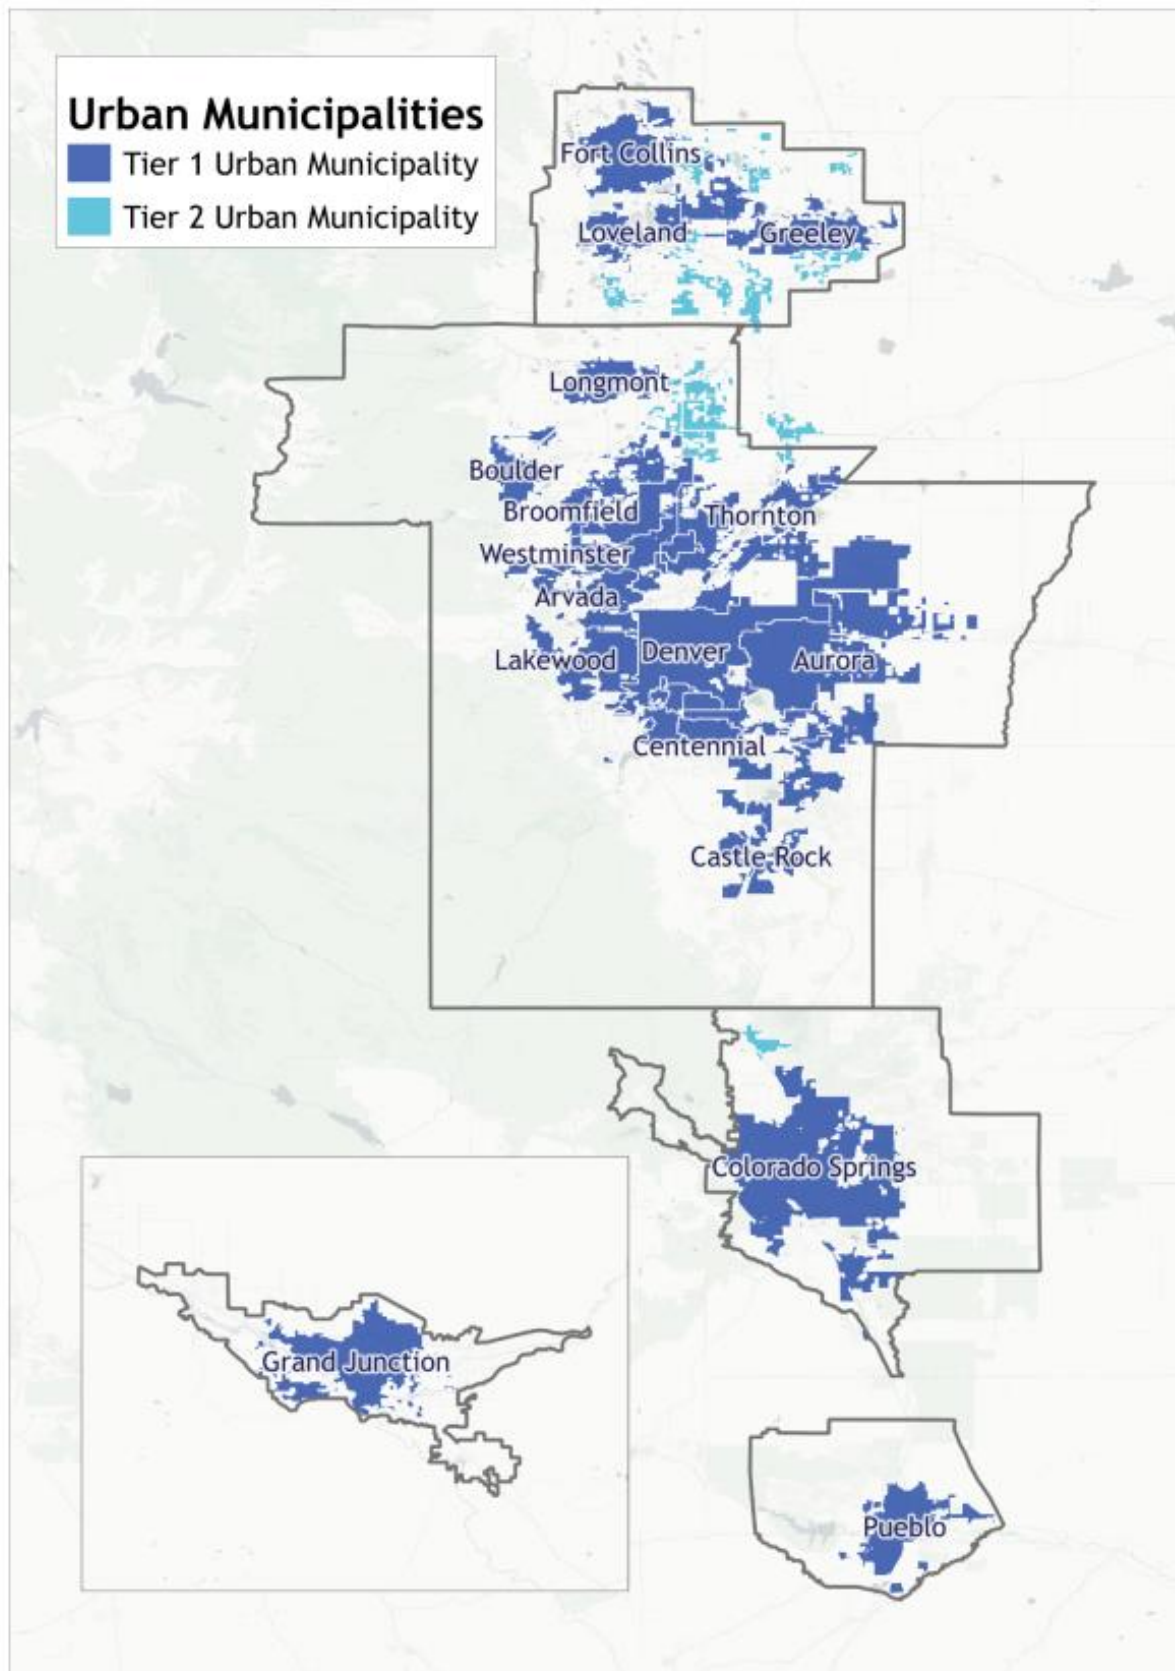 Urban Municipalities
Tier 1 Urban Municipality
Tier 2 Urban Municipality
Fort Collins
Loveland
Greeley
Longmont
Boulder
Broomfield
Thornton
Westminster
Arvada
Lakewood
Denver
Aurora
Centennial
Castle Rock
Colorado Springs
Grand Junction
Pueblo